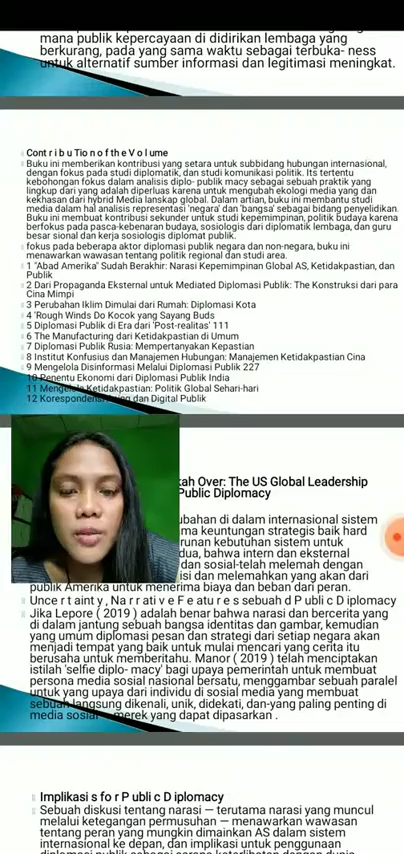 mana publik kepercayaan di didirikan lembaga yang
berkurang, pada yang sama waktu sebagai terbuka- ness
untuk alternatif sumber informasi dan legitimasi meningkat.
Cont r i b u Tio n o f th e V o l ume
Buku ini memberikan kontribusi yang setara untuk subbidang hubungan internasional,
dengan fokus pada studi diplomatik, dan studi komunikasi politik. Its tertentu
kebohongan fokus dalam analisis diplo- publik macy sebagai sebuah praktik yang
lingkup dari yang adalah diperluas karena untuk mengubah ekologi media yang dan
kekhasan dari hybrid Media lanskap global. Dalam artian, buku ini membantu studi
media dalam hal analisis representasi 'negara' dan 'bangsa' sebagai bidang penyelidikan.
Buku ini membuat kontribusi sekunder untuk studi kepemimpinan, politik budaya karena
berfokus pada pasca-kebenaran budaya, sosiologis dari diplomatik lembaga, dan guru
besar sional dan kerja sosiologis diplomat publik.
fokus pada beberapa aktor diplomasi publik negara dan non-negara, buku ini
menawarkan wawasan tentang politik regional dan studi area.
1 "Abad Amerika" Sudah Berakhir: Narasi Kepemimpinan Global AS, Ketidakpastian, dan
Publik
2 Dari Propaganda Eksternal untuk Mediated Diplomasi Publik: The Konstruksi dari para
Cina Mimpi
3 Perubahan Iklim Dimulai dari Rumah: Diplomasi Kota
4 'Rough Winds Do Kocok yang Sayang Buds
5 Diplomasi Publik di Era dari 'Post-realitas' 111
6 The Manufacturing dari Ketidakpastian di Umum
7 Diplomasi Publik Rusia: Mempertanyakan Kepastian
8 Institut Konfusius dan Manajemen Hubungan: Manajemen Ketidakpastian Cina
9 Mengelola Disinformasi Melalui Diplomasi Publik 227
10 Penentu Ekonomi dari Diplomasi Publik India
11 Mengelola Ketidakpastian: Politik Global Sehari-hari
12 Korespondensi Asing dan Digital Publik
kah Over: The US Global Leadership
Public Diplomacy
ubahan di dalam internasional sistem
ma keuntungan strategis baik hard
runan kebutuhan sistem untuk
dua, bahwa intern dan eksternal
dan sosial-telah melemah dengan
isi dan melemahkan yang akan dari
publik Amerika untuk menerima biaya dan beban dari peran.
Unce r t aint y , Na r r ati v e F e atu r e s sebuah d P ubli c D iplomacy
Jika Lepore ( 2019 ) adalah benar bahwa narasi dan bercerita yang
di dalam jantung sebuah bangsa identitas dan gambar, kemudian
yang umum diplomasi pesan dan strategi dari setiap negara akan
menjadi tempat yang baik untuk mulai mencari yang cerita itu
berusaha untuk memberitahu. Manor ( 2019 ) telah menciptakan
istilah 'selfie diplo- macy' bagi upaya pemerintah untuk membuat
persona media sosial nasional bersatu, menggambar sebuah paralel
untuk yang upaya dari individu di sosial media yang membuat
sebuah langsung dikenali, unik, didekati, dan-yang paling penting di
media sosial - merek yang dapat dipasarkan .
Implikasi s fo r P ubli c D iplomacy
Sebuah diskusi tentang narasi — terutama narasi yang muncul
melalui ketegangan permusuhan — menawarkan wawasan
tentang peran yang mungkin dimainkan AS dalam sistem
internasional ke depan, dan implikasi untuk penggunaan